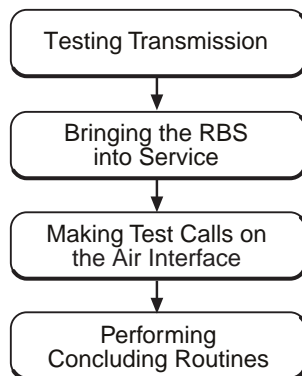 Testing Transmission
Bringing the RBS
into Service
Making Test Calls on
the Air Interface
Performing
Concluding Routines